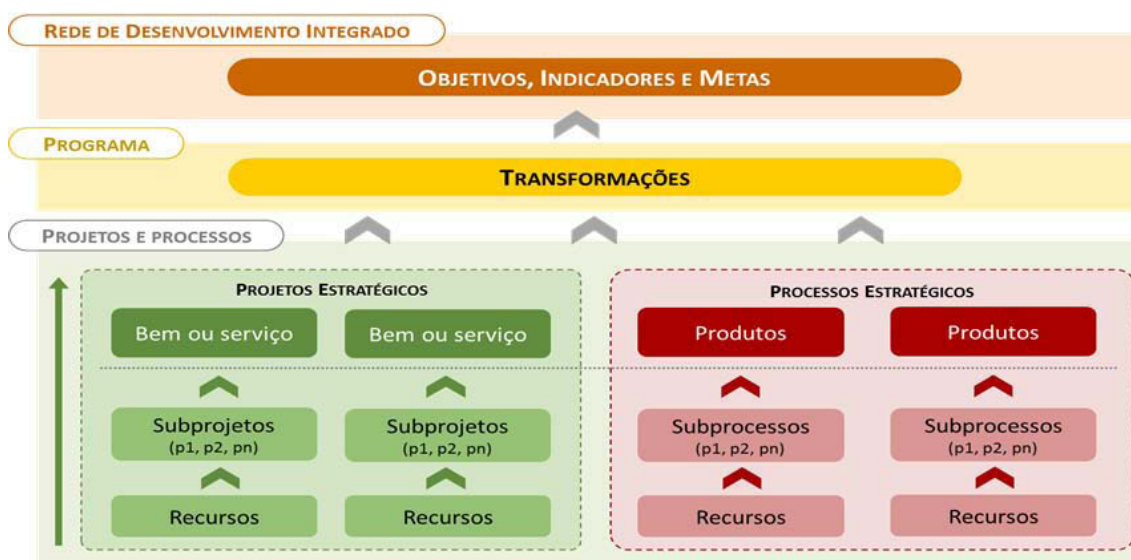 REDE DE DESENVOLVIMENTO INTEGRADO
OBJETIVOS, INDICADORES E METAS
PROGRAMA
TRANSFORMAÇÕES
PROJETOS E PROCESSOS
PROJETOS ESTRATÉGICOS
PROCESSOS ESTRATÉGICOS
Bem ou serviço
Bem ou serviço
Produtos
Produtos
Subprojetos
(p1, p2, pn)
Subprojetos
(p1, p2, pn)
Subprocessos
(p1, p2, pn)
Subprocessos
(p1, p2, pn)
Recursos
Recursos
Recursos
Recursos